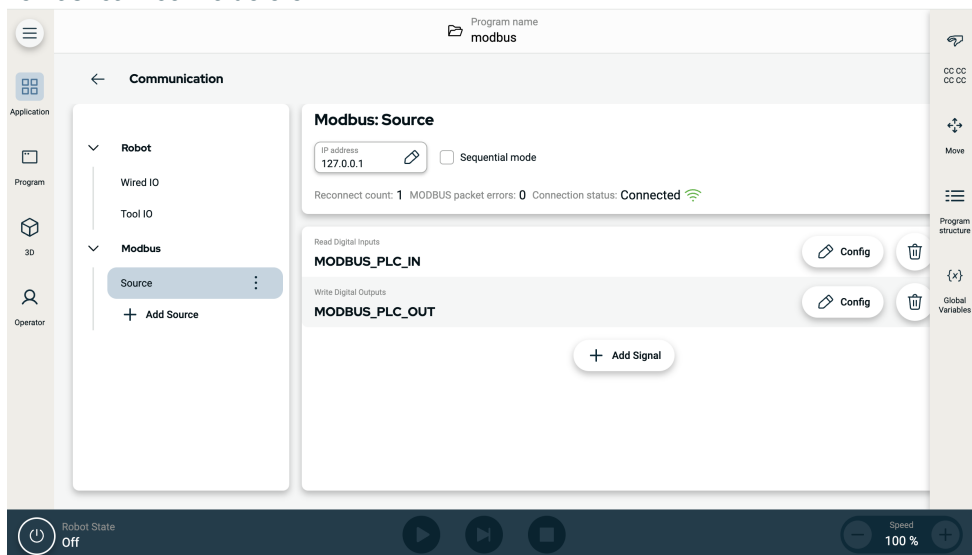 Program name
modbus
Communication
CC CC
CC CC
Application
Robot
Wired IO
Tool IO
Modbus
Source
Add Source
Modbus: Source
IP address
127.0.0.1
Sequential mode
Reconnect count: 1 MODBUS packet errors: 0 Connection status: Connected
Read Digital Inputs
MODBUS_PLC_IN
Config
Write Digital Outputs
MODBUS_PLC_OUT
Config
Add Signal
Program
3D
Operator
Move
Program
structure
{x}
Global
Variables
Robot State
Off
Speed
100 %